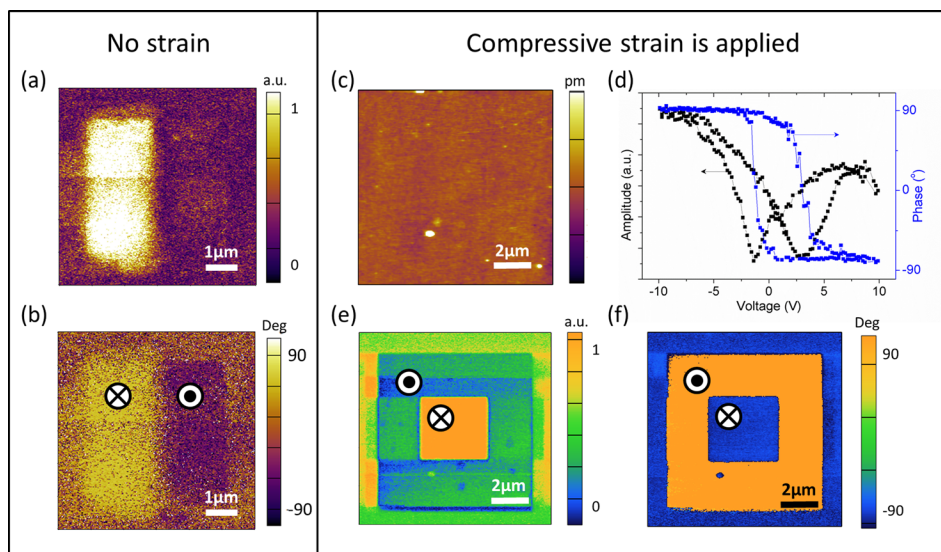 No strain
Compressive strain is applied
(a)
a.u.
1
0
1μm
(c)
pm
2μm
(d)
Amplitude (a.u.)
90
0
-90
Phase (°)
-10
-5
0
5
10
Voltage (V)
(b)
Deg
90
-90
1μm
(e)
a.u.
1
0
2μm
(f)
Deg
90
-90
2μm